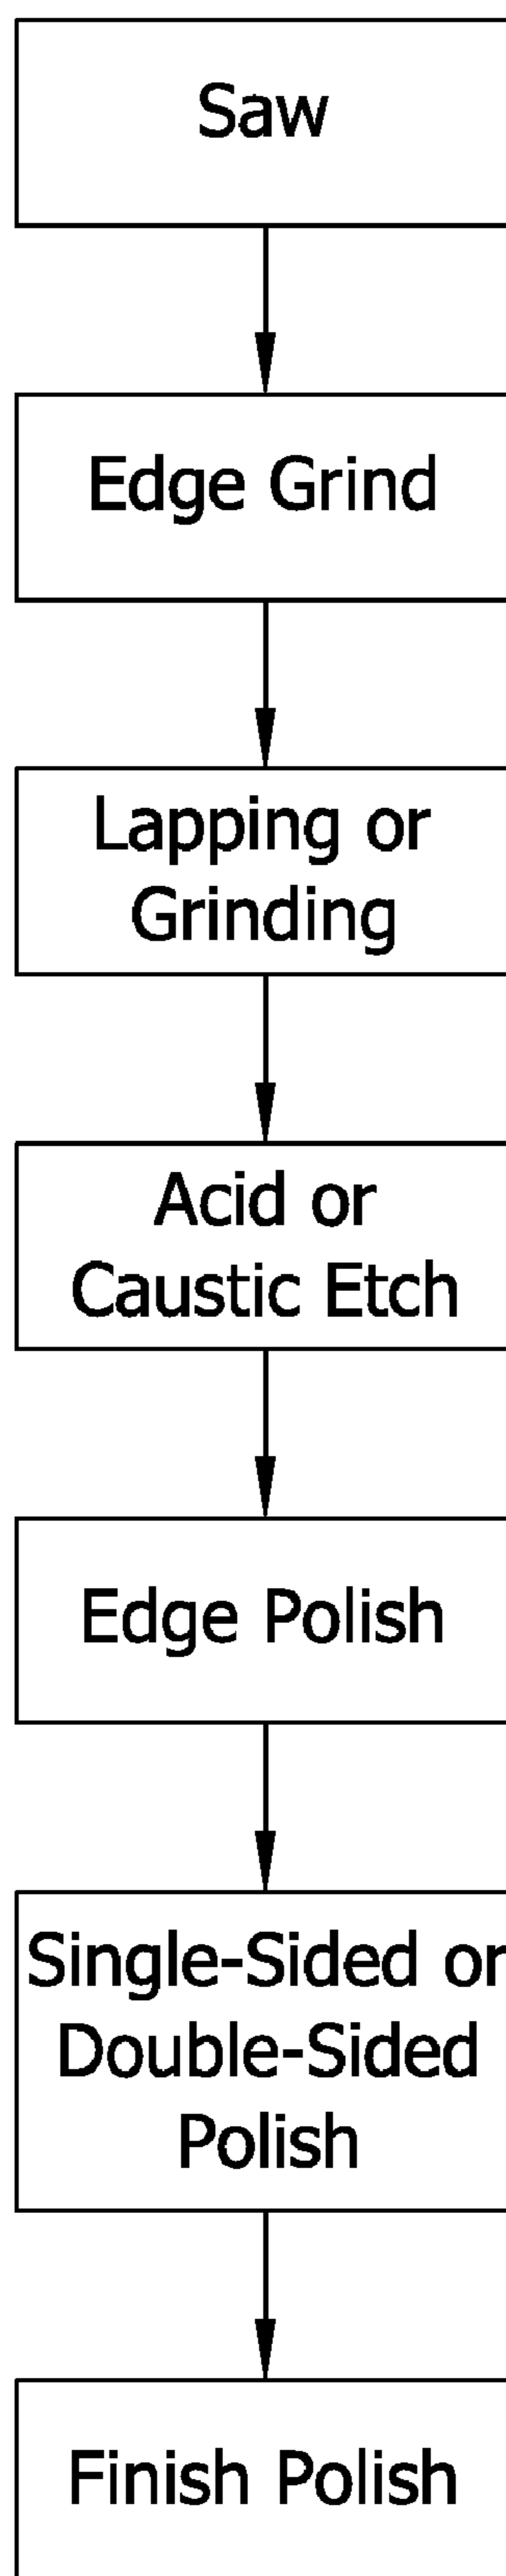 Saw
Edge Grind
Lapping or
Grinding
Acid or
Caustic Etch
Edge Polish
Single-Sided or
Double-Sided
Polish
Finish Polish